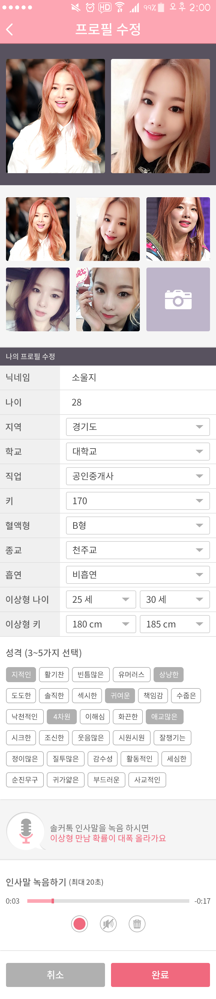 HD 99% 오후 2:00
프로필 수정
나의 프로필 수정
닉네임 소울지
나이 28
지역 경기도
학교 대학교
직업 공인중개사
키 170
혈액형 B형
종교 천주교
흡연 비흡연
이상형 나이 25 세 30 세
이상형 키 180 cm 185 cm
성격 (3~5가지 선택)
지적인 활기찬 빈틈많은 유머러스 상냥한
도도한 솔직한 섹시한 귀여운 책임감 수줍은
낙천적인 4차원 이해심 화끈한 애교많은
시크한 조신한 웃음많은 시원시원 잘챙기는
정이많은 질투많은 감수성 활동적인 세심한
순진무구 귀가얇은 부드러운 사교적인
솔커톡 인사말을 녹음 하시면
이상형 만남 확률이 대폭 올라가요
인사말 녹음하기 (최대 20초)
0:03 -0:17
취소 완료